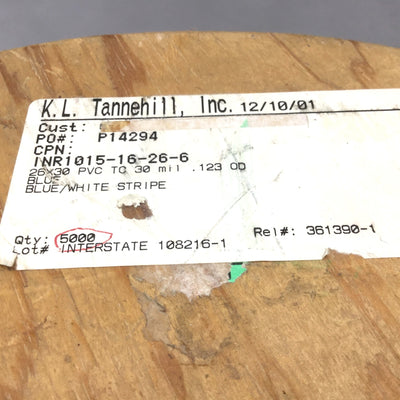 K.L. Tannehill, Inc. 12/10/01
Cust:
PO#: P14294
CPN:
INR1015-16-26-6
26X30 PVC TC 30 mil .123 OD
BLUE
BLUE/WHITE STRIPE
Qty: 5000
Rel#: 361390-1
Lot# INTERSTATE 108216-1